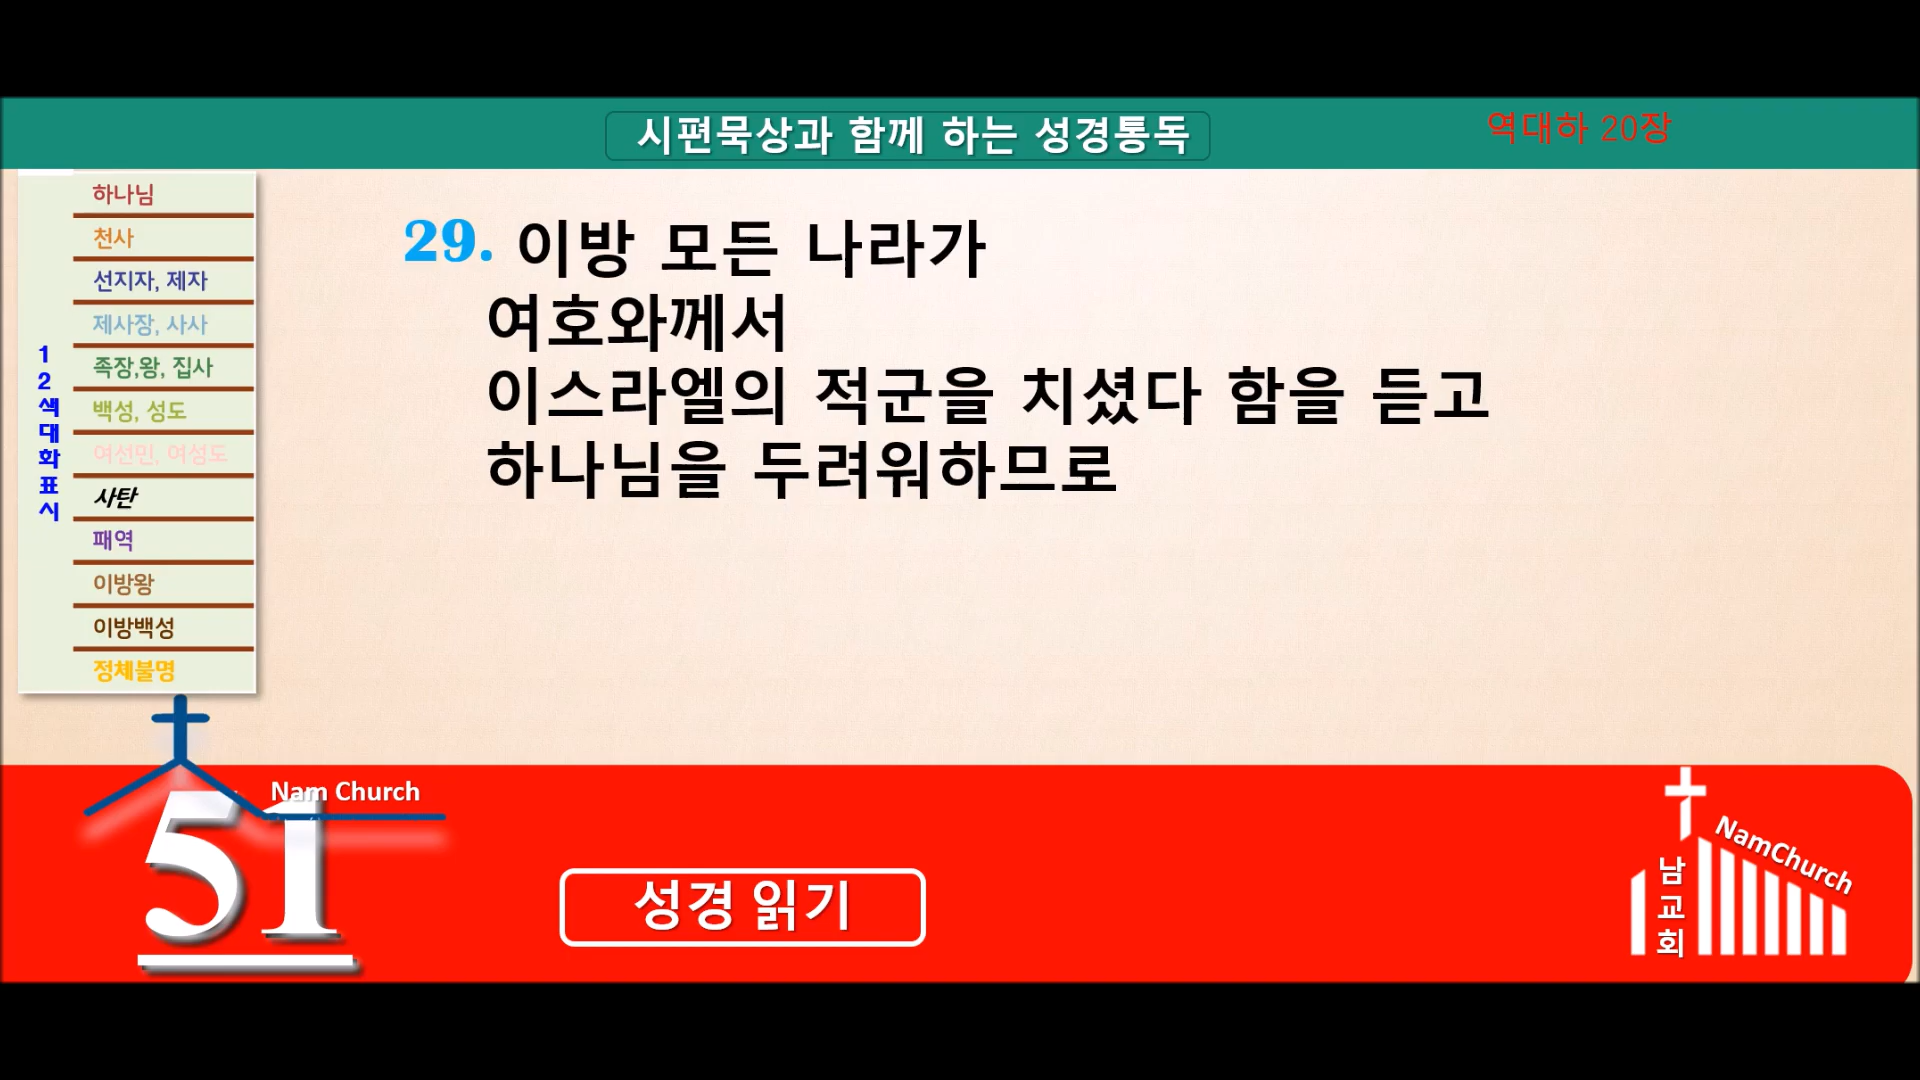 시편묵상과 함께 하는 성경통독
역대하 20장
12색대화표시
하나님
천사
선지자, 제자
제사장, 사사
족장,왕, 집사
백성, 성도
여선민, 여성도
사탄
패역
이방왕
이방백성
정체불명
29. 이방 모든 나라가
여호와께서
이스라엘의 적군을 치셨다 함을 듣고
하나님을 두려워하므로
Nam Church
51
성경 읽기
NamChurch
남교회